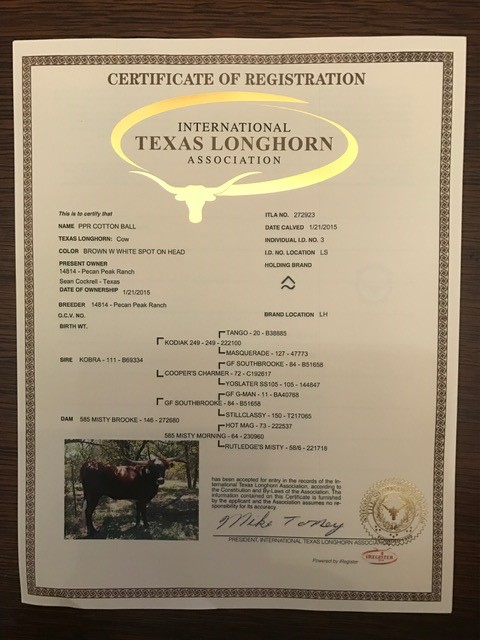 CERTIFICATE OF REGISTRATION
INTERNATIONAL
TEXAS LONGHORN
ASSOCIATION
This is to certify that
NAME PPR COTTON BALL
TEXAS LONGHORN: Cow
COLOR BROWN W WHITE SPOT ON HEAD
PRESENT OWNER
14814 - Pecan Peak Ranch
Sean Cockrell - Texas
DATE OF OWNERSHIP 1/21/2015
BREEDER 14814 - Pecan Peak Ranch
O.C.V. NO.
BIRTH WT.
ITLA NO. 272923
DATE CALVED 1/21/2015
INDIVIDUAL I.D. NO. 3
I.D. NO. LOCATION LS
HOLDING BRAND
BRAND LOCATION LH
TANGO - 20 - B38885
KODIAK 249 - 249 - 222100
MASQUERADE - 127 - 47773
SIRE KOBRA - 111 - B69334
GF SOUTHBROOKE - 84 - B51658
COOPER'S CHARMER - 72 - C192617
YOSLATER SS105 - 105 - 144847
GF G-MAN - 11 - BA40768
GF SOUTHBROOKE - 84 - B51658
STILLCLASSY - 150 - T217065
DAM 585 MISTY BROOKE - 146 - 272680
HOT MAG - 73 - 222537
585 MISTY MORNING - 64 - 230960
RUTLEDGE'S MISTY - 58/6 - 221718
has been accepted for entry in the records of the In-
ternational Texas Longhorn Association, according to
the Constitution and By-Laws of the Association. The
information contained on this Certificate is furnished
by the applicant and the Association assumes no re-
sponsibility for its accuracy.
Mike Toney
PRESIDENT, INTERNATIONAL TEXAS LONGHORN ASSOCIATION
Powered by iRegister